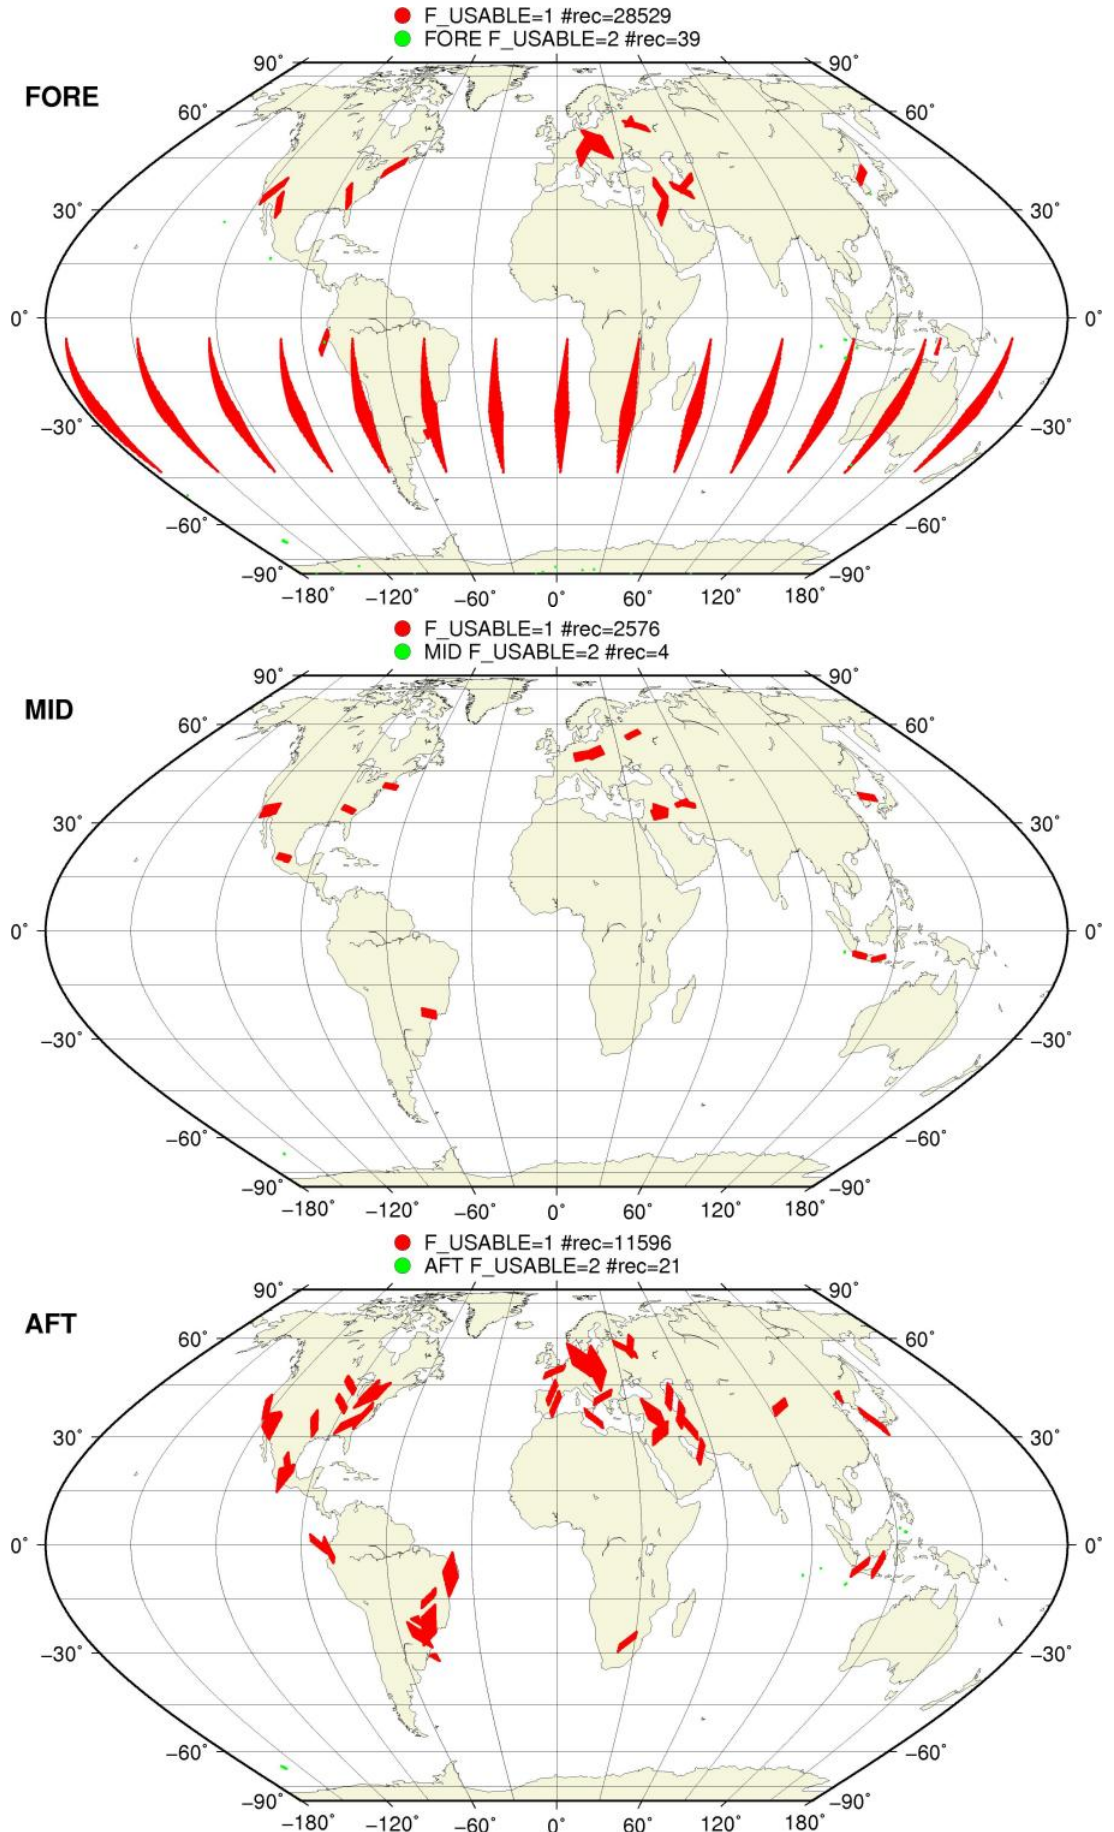 F_USABLE=1 #rec=28529
FORE F_USABLE=2 #rec=39
FORE
90° 90°
60° 60°
30° 30°
0° 0°
−30° −30°
−60° −60°
−90° −90°
−180° −120° −60° 0° 60° 120° 180°
F_USABLE=1 #rec=2576
MID F_USABLE=2 #rec=4
MID
90° 90°
60° 60°
30° 30°
0° 0°
−30° −30°
−60° −60°
−90° −90°
−180° −120° −60° 0° 60° 120° 180°
F_USABLE=1 #rec=11596
AFT F_USABLE=2 #rec=21
AFT
90° 90°
60° 60°
30° 30°
0° 0°
−30° −30°
−60° −60°
−90° −90°
−180° −120° −60° 0° 60° 120° 180°